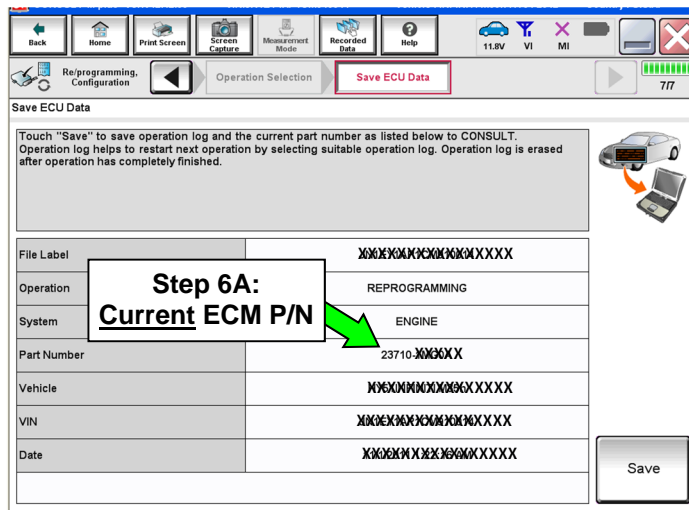 Back
Home
Print Screen
Screen Capture
Measurement Mode
Recorded Data
Help
11.8V
VI
MI
Re/programming, Configuration
Operation Selection
Save ECU Data
7/7
Save ECU Data
Touch "Save" to save operation log and the current part number as listed below to CONSULT.
Operation log helps to restart next operation by selecting suitable operation log. Operation log is erased
after operation has completely finished.
File Label
Operation
REPROGRAMMING
System
ENGINE
Part Number
23710-
Vehicle
VIN
Date
Step 6A:
Current ECM P/N
Save